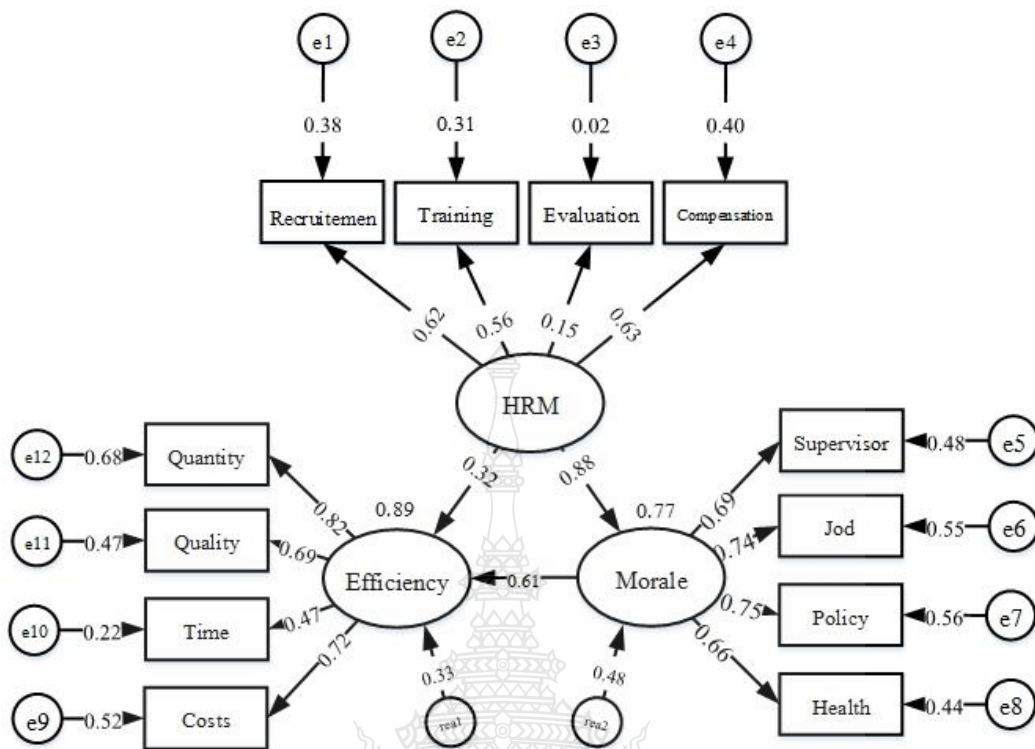 e1 e2 e3 e4
0.38 0.31 0.02 0.40
Recruitemen Training Evaluation Compensation
0.62 0.56 0.15 0.63
HRM
0.32 0.88
e12 0.68 Quantity 0.82
e11 0.47 Quality 0.69
e10 0.22 Time 0.47
e9 0.52 Costs 0.72
0.89
Efficiency
0.61
0.77
Morale
0.33 0.48
rea1 rea2
0.69 Supervisor 0.48 e5
0.74 Jod 0.55 e6
0.75 Policy 0.56 e7
0.66 Health 0.44 e8